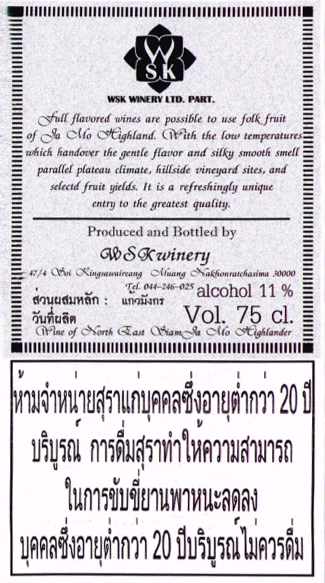 W
S K
WSK WINERY LTD. PART.
Full flavored wines are possible to use folk fruit
of Ja Mo Highland. With the low temperatures
which handover the gentle flavor and silky smooth smell
parallel plateau climate, hillside vineyard sites, and
selectd fruit yields. It is a refreshingly unique
entry to the greatest quality.
Produced and Bottled by
WSKwinery
47/4 Soi Kingsawaireang Muang Nakhonratchasima 30000
Tel. 044-246-025
ส่วนผสมหลัก : แก้วมังกร alcohol 11 %
วันที่ผลิต Vol. 75 cl.
Wine of North East Siam, Ja Mo Highlander
ห้ามจำหน่ายสุราแก่บุคคลซึ่งอายุต่ำกว่า 20 ปี
บริบูรณ์ การดื่มสุราทำให้ความสามารถ
ในการขับขี่ยานพาหนะลดลง
บุคคลซึ่งอายุต่ำกว่า 20 ปีบริบูรณ์ไม่ควรดื่ม